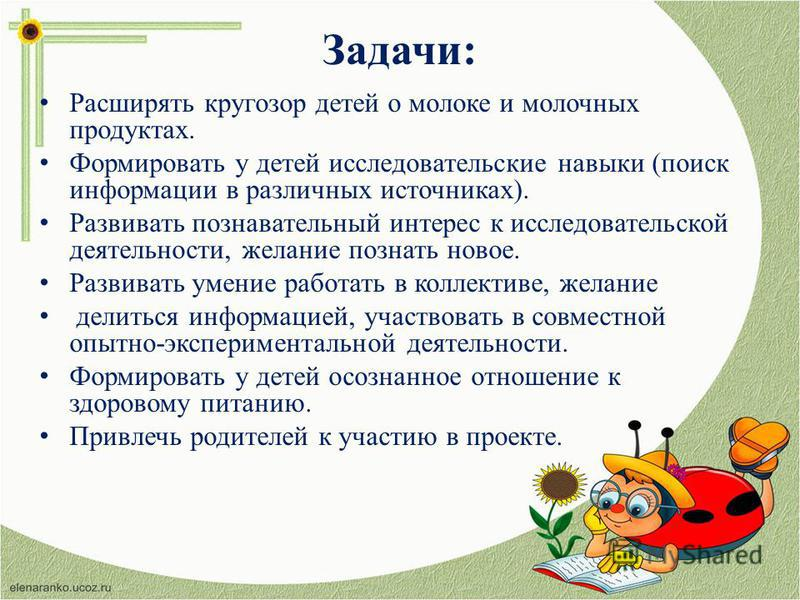 Задачи:
• Расширять кругозор детей о молоке и молочных
продуктах.
• Формировать у детей исследовательские навыки (поиск
информации в различных источниках).
• Развивать познавательный интерес к исследовательской
деятельности, желание познать новое.
• Развивать умение работать в коллективе, желание
• делиться информацией, участвовать в совместной
опытно-экспериментальной деятельности.
• Формировать у детей осознанное отношение к
здоровому питанию.
• Привлечь родителей к участию в проекте.
MyShared
elenaranko.ucoz.ru